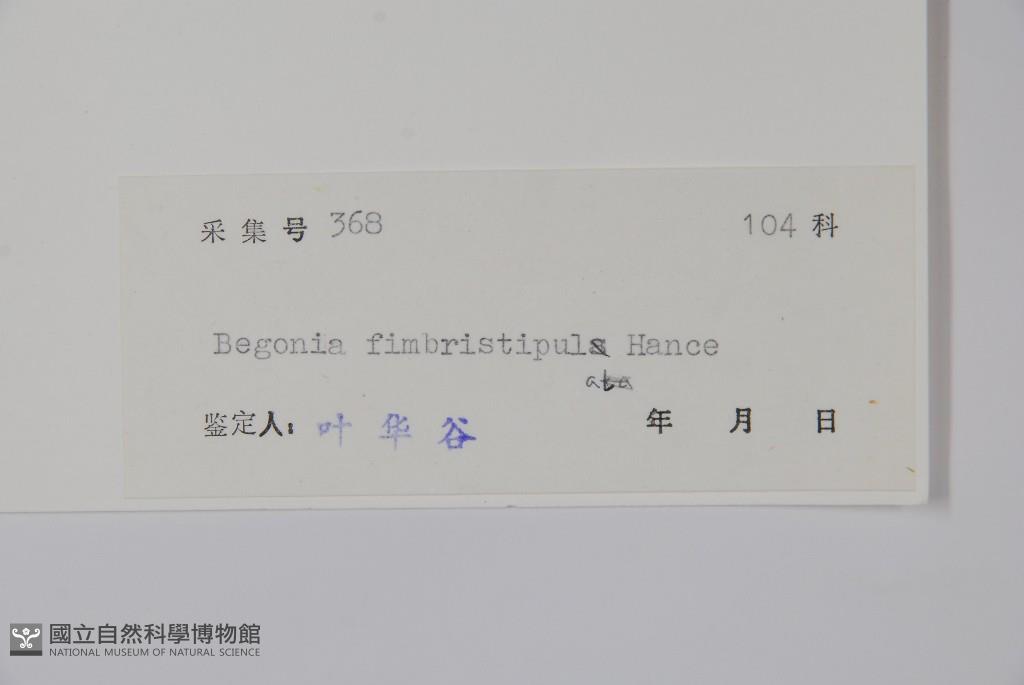 采集号 368 104 科
Begonia fimbristipula Hance
ata
鉴定人: 叶华谷 年 月 日
國立自然科學博物館
NATIONAL MUSEUM OF NATURAL SCIENCE